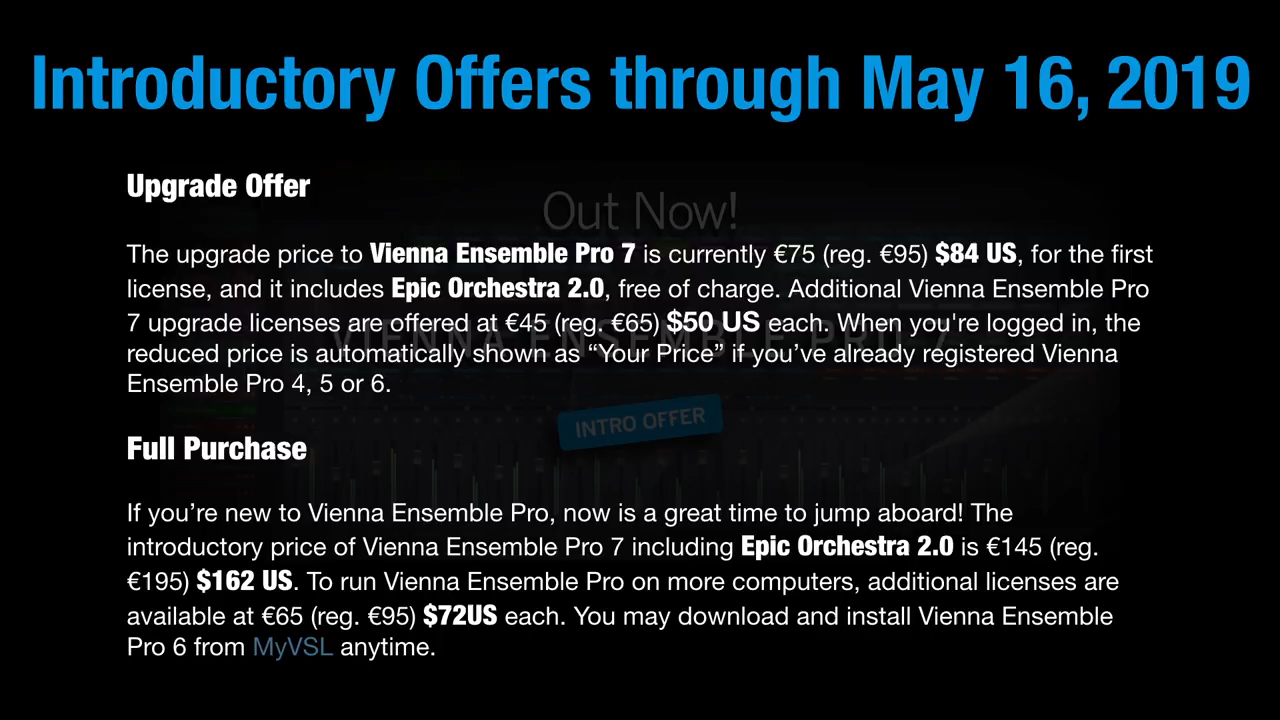 Introductory Offers through May 16, 2019
Upgrade Offer
Out Now!
The upgrade price to Vienna Ensemble Pro 7 is currently €75 (reg. €95) $84 US, for the first
license, and it includes Epic Orchestra 2.0, free of charge. Additional Vienna Ensemble Pro
7 upgrade licenses are offered at €45 (reg. €65) $50 US each. When you're logged in, the
VIENNA ENSEMBLE PRO 7
reduced price is automatically shown as “Your Price” if you’ve already registered Vienna
Ensemble Pro 4, 5 or 6.
INTRO OFFER
Full Purchase
If you’re new to Vienna Ensemble Pro, now is a great time to jump aboard! The
introductory price of Vienna Ensemble Pro 7 including Epic Orchestra 2.0 is €145 (reg.
€195) $162 US. To run Vienna Ensemble Pro on more computers, additional licenses are
available at €65 (reg. €95) $72US each. You may download and install Vienna Ensemble
Pro 6 from MyVSL anytime.